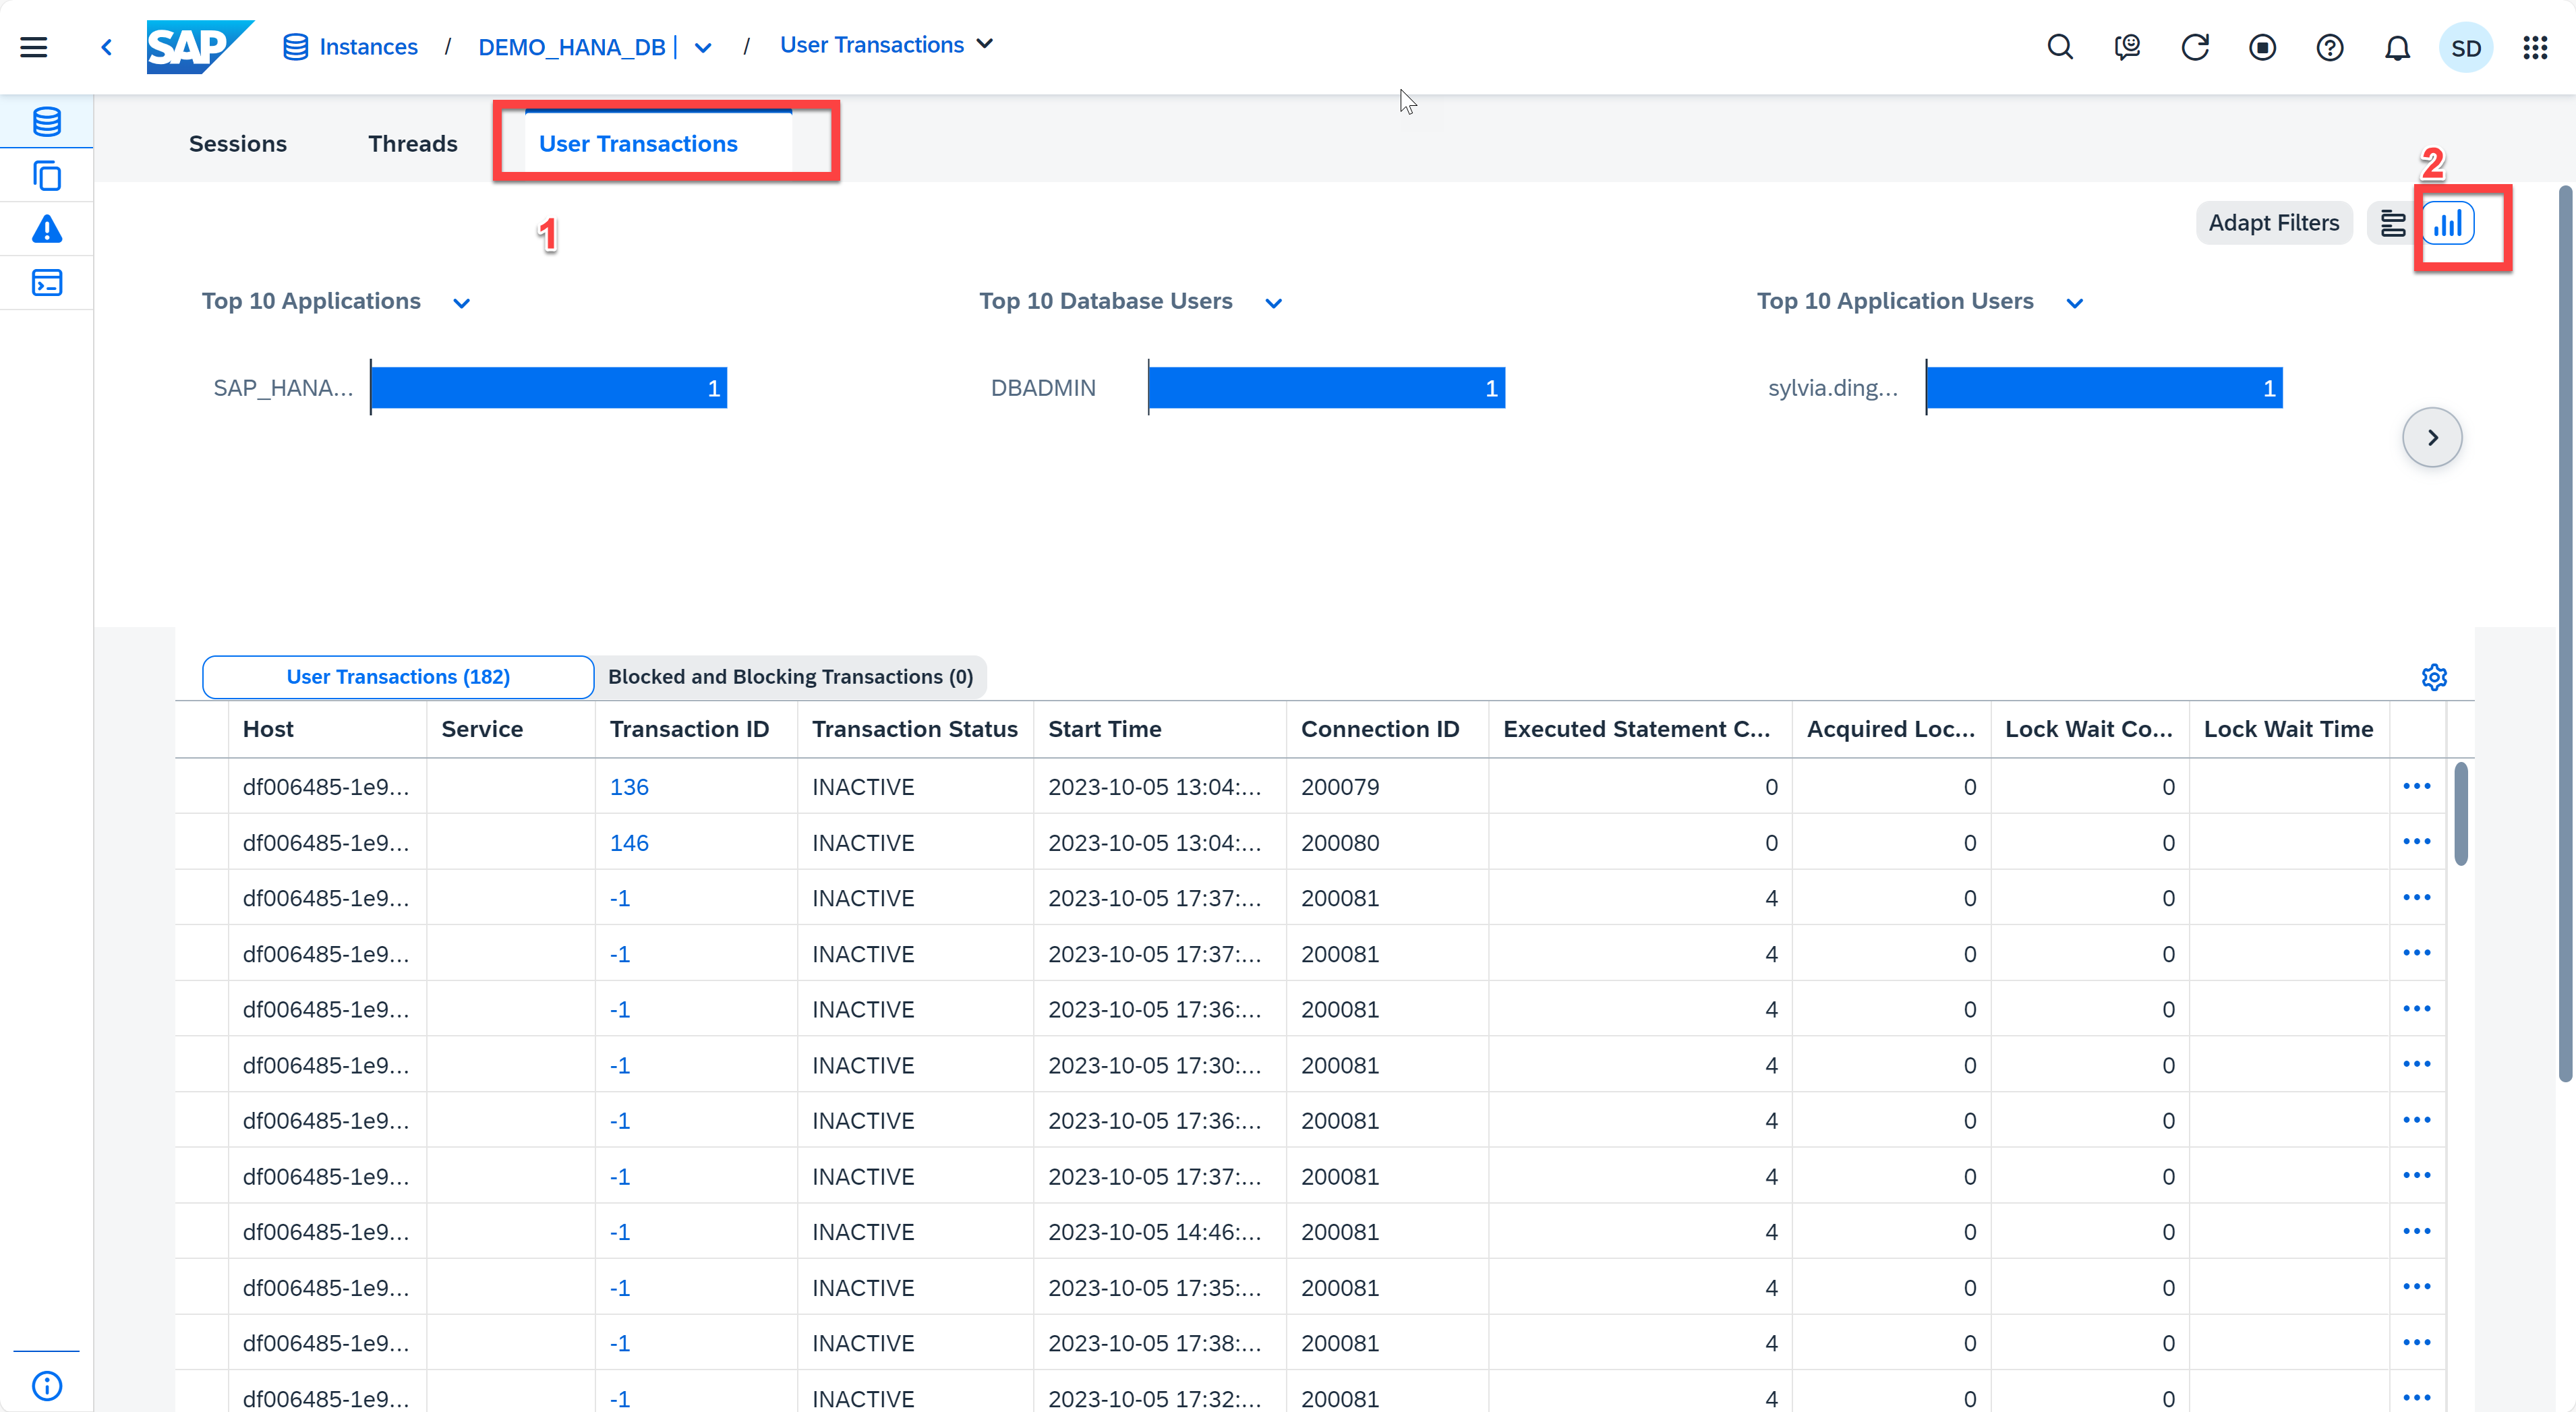 SAP Instances / DEMO_HANA_DB | / User Transactions SD
Sessions Threads User Transactions
2
1
Adapt Filters
Top 10 Applications Top 10 Database Users Top 10 Application Users
SAP_HANA... 1 DBADMIN 1 sylvia.ding... 1
User Transactions (182) Blocked and Blocking Transactions (0)
Host Service Transaction ID Transaction Status Start Time Connection ID Executed Statement C... Acquired Loc... Lock Wait Co... Lock Wait Time
df006485-1e9... 136 INACTIVE 2023-10-05 13:04:... 200079 0 0 0
df006485-1e9... 146 INACTIVE 2023-10-05 13:04:... 200080 0 0 0
df006485-1e9... -1 INACTIVE 2023-10-05 17:37:... 200081 4 0 0
df006485-1e9... -1 INACTIVE 2023-10-05 17:37:... 200081 4 0 0
df006485-1e9... -1 INACTIVE 2023-10-05 17:36:... 200081 4 0 0
df006485-1e9... -1 INACTIVE 2023-10-05 17:30:... 200081 4 0 0
df006485-1e9... -1 INACTIVE 2023-10-05 17:36:... 200081 4 0 0
df006485-1e9... -1 INACTIVE 2023-10-05 17:37:... 200081 4 0 0
df006485-1e9... -1 INACTIVE 2023-10-05 14:46:... 200081 4 0 0
df006485-1e9... -1 INACTIVE 2023-10-05 17:35:... 200081 4 0 0
df006485-1e9... -1 INACTIVE 2023-10-05 17:38:... 200081 4 0 0
df006485-1e9... -1 INACTIVE 2023-10-05 17:32:... 200081 4 0 0